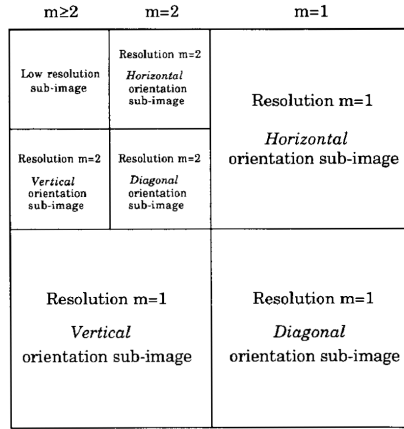 m≥2 m=2 m=1
Low resolution
sub-image
Resolution m=2
Horizontal
orientation
sub-image
Resolution m=1
Horizontal
orientation sub-image
Resolution m=2
Vertical
orientation
sub-image
Resolution m=2
Diagonal
orientation
sub-image
Resolution m=1
Vertical
orientation sub-image
Resolution m=1
Diagonal
orientation sub-image